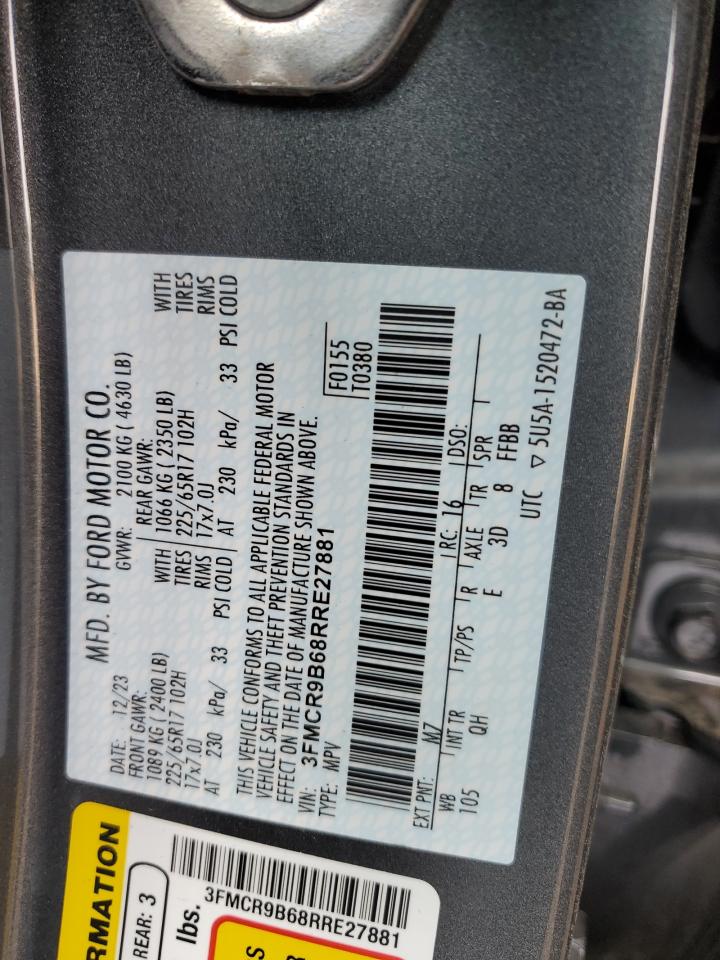 MFD. BY FORD MOTOR CO.
DATE: 12/23 GVWR: 2100 KG ( 4630 LB)
FRONT GAWR: REAR GAWR:
1089 KG ( 2400 LB) WITH 1066 KG ( 2350 LB) WITH
225/65R17 102H TIRES 225/65R17 102H TIRES
17x7.0J RIMS 17x7.0J RIMS
AT 230 kPa/ 33 PSI COLD AT 230 kPa/ 33 PSI COLD
THIS VEHICLE CONFORMS TO ALL APPLICABLE FEDERAL MOTOR
VEHICLE SAFETY AND THEFT PREVENTION STANDARDS IN
EFFECT ON THE DATE OF MANUFACTURE SHOWN ABOVE.
VIN: 3FMCR9B68RRE27881 F0155
TYPE: MPV T0380
EXT PNT: M7 RC: 16 DSO:
WB INT TR TP/PS R AXLE TR SPR
105 QH E 3D 8 FFBB
UTC ▽ 5U5A-1520472-BA
RMATION
REAR: 3
lbs.
3FMCR9B68RRE27881
S